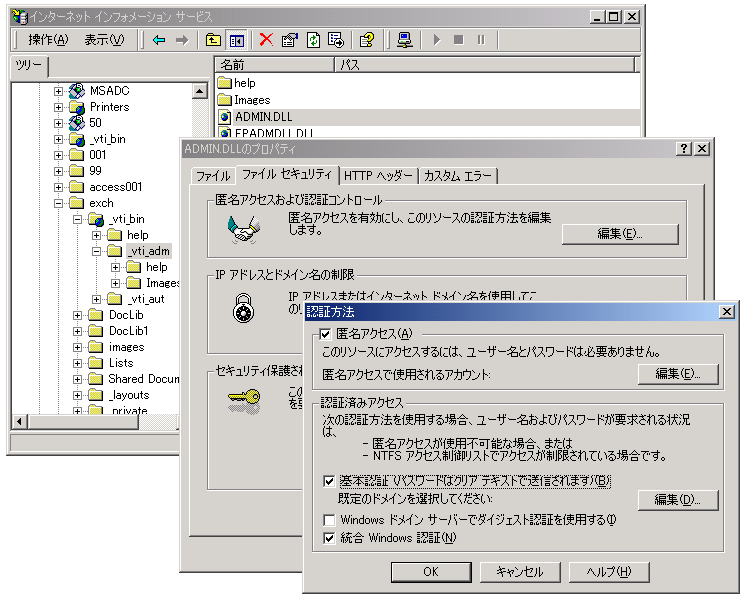 インターネット インフォメーション サービス
操作(A) 表示(V)
ツリー
名前 パス
MSADC
Printers
50
_vti_bin
001
99
access001
exch
_vti_bin
help
_vti_adm
help
Images
_vti_aut
DocLib
DocLib1
images
Lists
Shared Docum
_layouts
_private
help
Images
ADMIN.DLL
FPADMDLL.DLL
ADMIN.DLLのプロパティ
ファイル ファイル セキュリティ HTTP ヘッダー カスタム エラー
匿名アクセスおよび認証コントロール
匿名アクセスを有効にし、このリソースの認証方法を編集
します。
編集(E)...
IP アドレスとドメイン名の制限
IP アドレスまたはインターネット ドメイン名を使用してこ
のり
セキュリティ保護さ
この
を要
認証方法
匿名アクセス(A)
このリソースにアクセスするには、ユーザー名とパスワードは必要ありません。
匿名アクセスで使用されるアカウント:
編集(E)...
認証済みアクセス
次の認証方法を使用する場合、ユーザー名およびパスワードが要求される状況
は、
- 匿名アクセスが使用不可能な場合、または
- NTFS アクセス制御リストでアクセスが制限されている場合です。
基本認証 (パスワードはクリア テキストで送信されます)(B)
既定のドメインを選択してください:
編集(D)...
Windows ドメイン サーバーでダイジェスト認証を使用する(I)
統合 Windows 認証(N)
OK キャンセル ヘルプ(H)